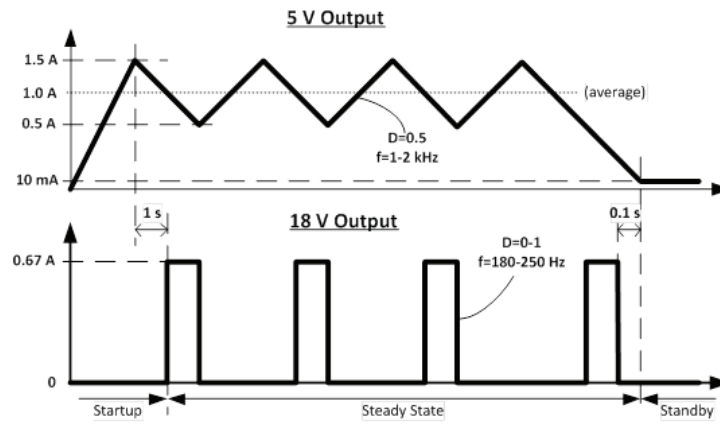 5 V Output
1.5 A
1.0 A
(average)
0.5 A
D=0.5
f=1-2 kHz
10 mA
1 s
0.1 s
18 V Output
0.67 A
D=0-1
f=180-250 Hz
0
Startup
Steady State
Standby